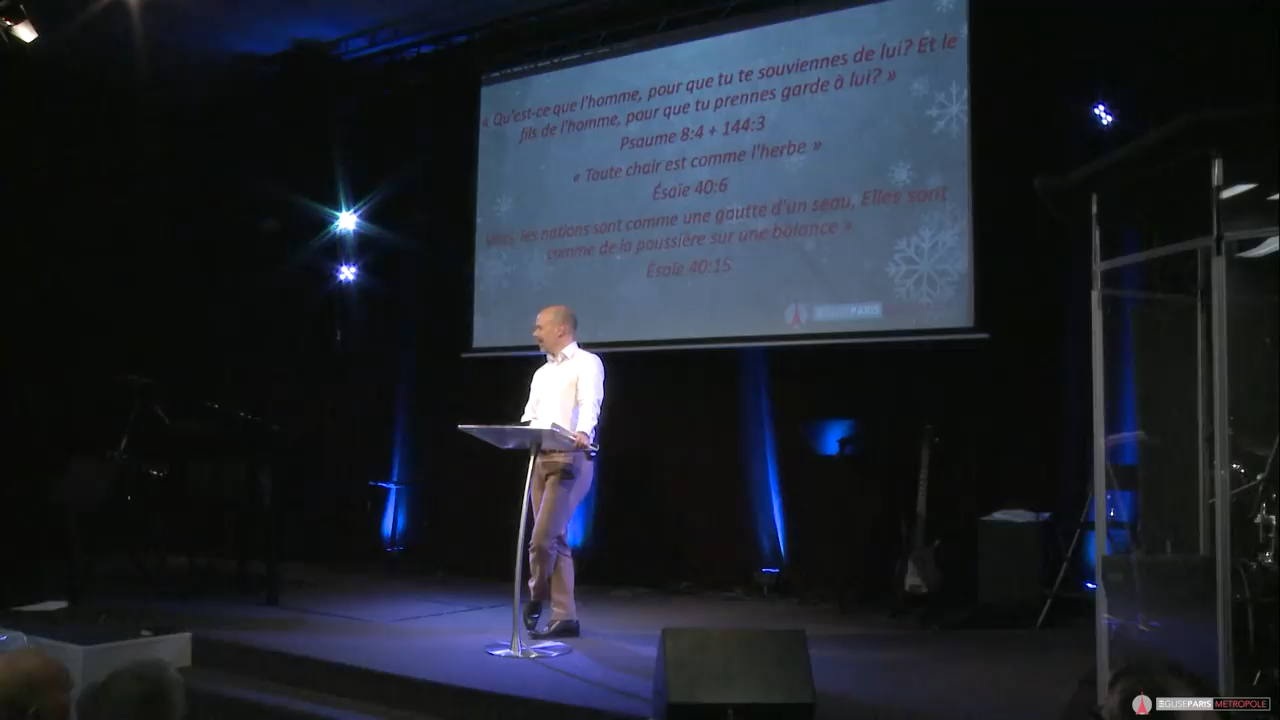 « Qu'est-ce que l'homme, pour que tu te souviennes de lui? Et le
fils de l'homme, pour que tu prennes garde à lui? »
Psaume 8:4 + 144:3
« Toute chair est comme l'herbe »
Ésaïe 40:6
Voici, les nations sont comme une goutte d'un seau, Elles sont
comme de la poussière sur une balance »
Ésaïe 40:15
EGLISEPARIS
EGLISEPARIS METROPOLE